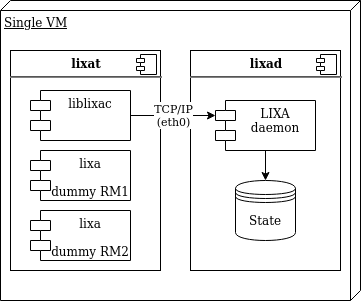 Single VM
lixat
liblixac
lixa
dummy RM1
lixa
dummy RM2
TCP/IP
(eth0)
lixad
LIXA
daemon
State